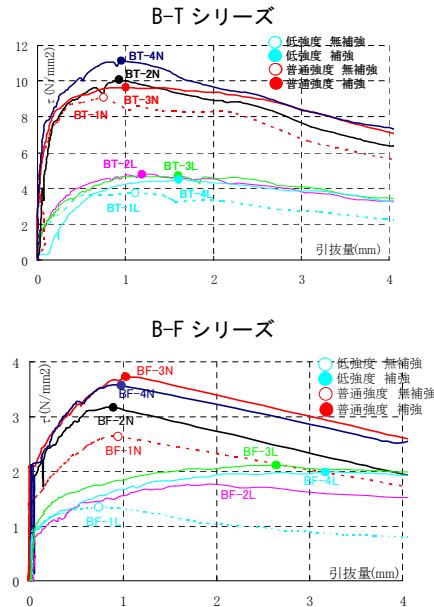 B-T シリーズ
12
τ(N/mm2)
BT-4N
低強度 無補強
低強度 補強
普通強度 無補強
普通強度 補強
10
BT-2N
BT-3N
BT-1N
8
6
BT-2L
BT-3L
4
BT-1L
BT-4L
2
引抜量(mm)
0
0 1 2 3 4
B-F シリーズ
4
τ(N/mm2)
BF-3N
低強度 無補強
低強度 補強
普通強度 無補強
普通強度 補強
BF-4N
3
BF-2N
BF-1N
BF-3L
2
BF-4L
BF-2L
BF-1L
1
引抜量(mm)
0
0 1 2 3 4